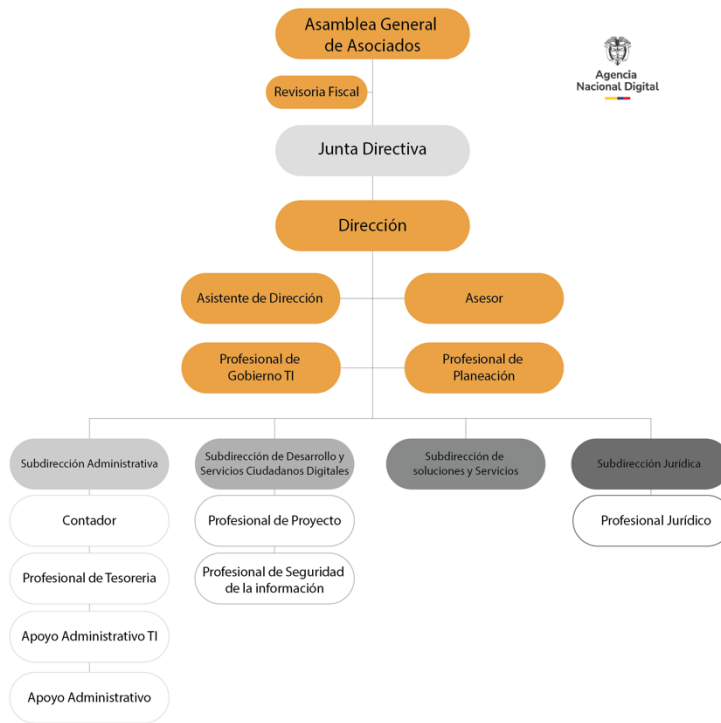 Asamblea General
de Asociados
Agencia
Nacional Digital
Revisoria Fiscal
Junta Directiva
Dirección
Asistente de Dirección
Asesor
Profesional de
Gobierno TI
Profesional de
Planeación
Subdirección Administrativa
Subdirección de Desarrollo y
Servicios Ciudadanos Digitales
Subdirección de
soluciones y Servicios
Subdirección Jurídica
Contador
Profesional de Proyecto
Profesional Jurídico
Profesional de Tesoreria
Profesional de Seguridad
de la información
Apoyo Administrativo TI
Apoyo Administrativo